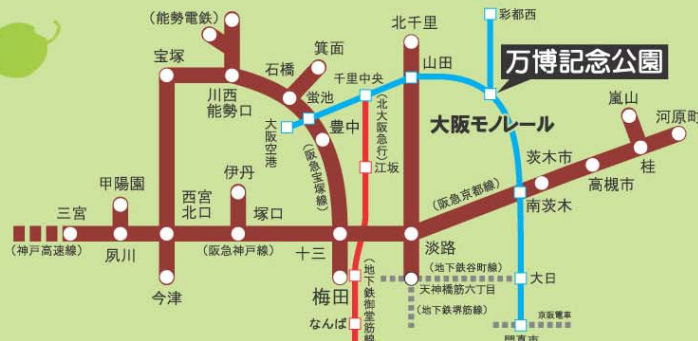 (能勢電鉄)
宝塚
川西
能勢口
石橋
箕面
蛍池
豊中
大阪空港
(阪急宝塚線)
千里中央
(北大阪急行)
江坂
北千里
山田
彩都西
万博記念公園
大阪モノレール
嵐山
河原町
桂
高槻市
茨木市
南茨木
(阪急京都線)
甲陽園
伊丹
三宮
(神戸高速線)
夙川
西宮
北口
今津
塚口
(阪急神戸線)
十三
梅田
なんば
(地下鉄御堂筋線
淡路
(地下鉄谷町線)
天神橋筋六丁目
(地下鉄堺筋線)
大日
京阪電車
門真市